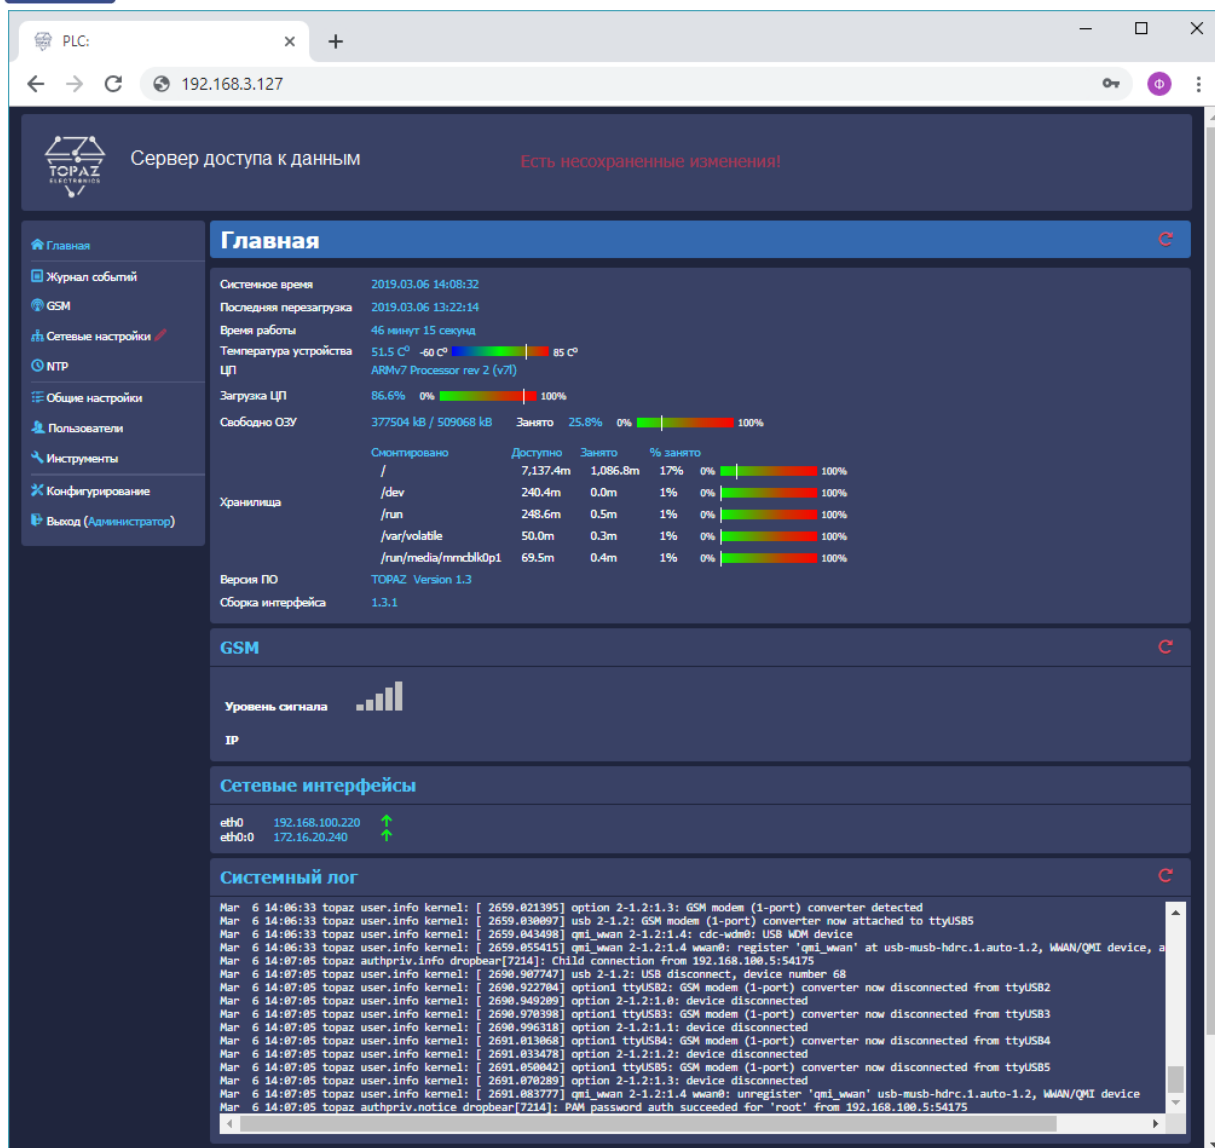 PLC:
192.168.3.127
Ф
TOPAZ
ELECTRONICS
Сервер доступа к данным
Есть несохраненные изменения!
Главная
Журнал событий
GSM
Сетевые настройки
NTP
Общие настройки
Пользователи
Инструменты
Конфигурирование
Выход (Администратор)
Главная
Системное время 2019.03.06 14:08:32
Последняя перезагрузка 2019.03.06 13:22:14
Время работы 46 минут 15 секунд
Температура устройства 51.5 C⁰ -60 C⁰ 85 C⁰
ЦП ARMv7 Processor rev 2 (v7l)
Загрузка ЦП 86.6% 0% 100%
Свободно ОЗУ 377504 kB / 509068 kB Занято 25.8% 0% 100%
Хранилища
Смонтировано Доступно Занято % занято
/ 7,137.4m 1,086.8m 17% 0% 100%
/dev 240.4m 0.0m 1% 0% 100%
/run 248.6m 0.5m 1% 0% 100%
/var/volatile 50.0m 0.3m 1% 0% 100%
/run/media/mmcblk0p1 69.5m 0.4m 1% 0% 100%
Версия ПО TOPAZ Version 1.3
Сборка интерфейса 1.3.1
GSM
Уровень сигнала
IP
Сетевые интерфейсы
eth0 192.168.100.220
eth0:0 172.16.20.240
Системный лог
Mar 6 14:06:33 topaz user.info kernel: [ 2659.021395] option 2-1.2:1.3: GSM modem (1-port) converter detected
Mar 6 14:06:33 topaz user.info kernel: [ 2659.030097] usb 2-1.2: GSM modem (1-port) converter now attached to ttyUSB5
Mar 6 14:06:33 topaz user.info kernel: [ 2659.043498] qmi_wwan 2-1.2:1.4: cdc-wdm0: USB WDM device
Mar 6 14:06:33 topaz user.info kernel: [ 2659.055415] qmi_wwan 2-1.2:1.4 wwan0: register 'qmi_wwan' at usb-musb-hdrc.1.auto-1.2, WWAN/QMI device, a
Mar 6 14:07:05 topaz authpriv.info dropbear[7214]: Child connection from 192.168.100.5:54175
Mar 6 14:07:05 topaz user.info kernel: [ 2690.907747] usb 2-1.2: USB disconnect, device number 68
Mar 6 14:07:05 topaz user.info kernel: [ 2690.922704] option1 ttyUSB2: GSM modem (1-port) converter now disconnected from ttyUSB2
Mar 6 14:07:05 topaz user.info kernel: [ 2690.949209] option 2-1.2:1.0: device disconnected
Mar 6 14:07:05 topaz user.info kernel: [ 2690.970398] option1 ttyUSB3: GSM modem (1-port) converter now disconnected from ttyUSB3
Mar 6 14:07:05 topaz user.info kernel: [ 2690.996318] option 2-1.2:1.1: device disconnected
Mar 6 14:07:05 topaz user.info kernel: [ 2691.013068] option1 ttyUSB4: GSM modem (1-port) converter now disconnected from ttyUSB4
Mar 6 14:07:05 topaz user.info kernel: [ 2691.033478] option 2-1.2:1.2: device disconnected
Mar 6 14:07:05 topaz user.info kernel: [ 2691.050042] option1 ttyUSB5: GSM modem (1-port) converter now disconnected from ttyUSB5
Mar 6 14:07:05 topaz user.info kernel: [ 2691.070289] option 2-1.2:1.3: device disconnected
Mar 6 14:07:05 topaz user.info kernel: [ 2691.083777] qmi_wwan 2-1.2:1.4 wwan0: unregister 'qmi_wwan' usb-musb-hdrc.1.auto-1.2, WWAN/QMI device
Mar 6 14:07:05 topaz authpriv.notice dropbear[7214]: PAM password auth succeeded for 'root' from 192.168.100.5:54175